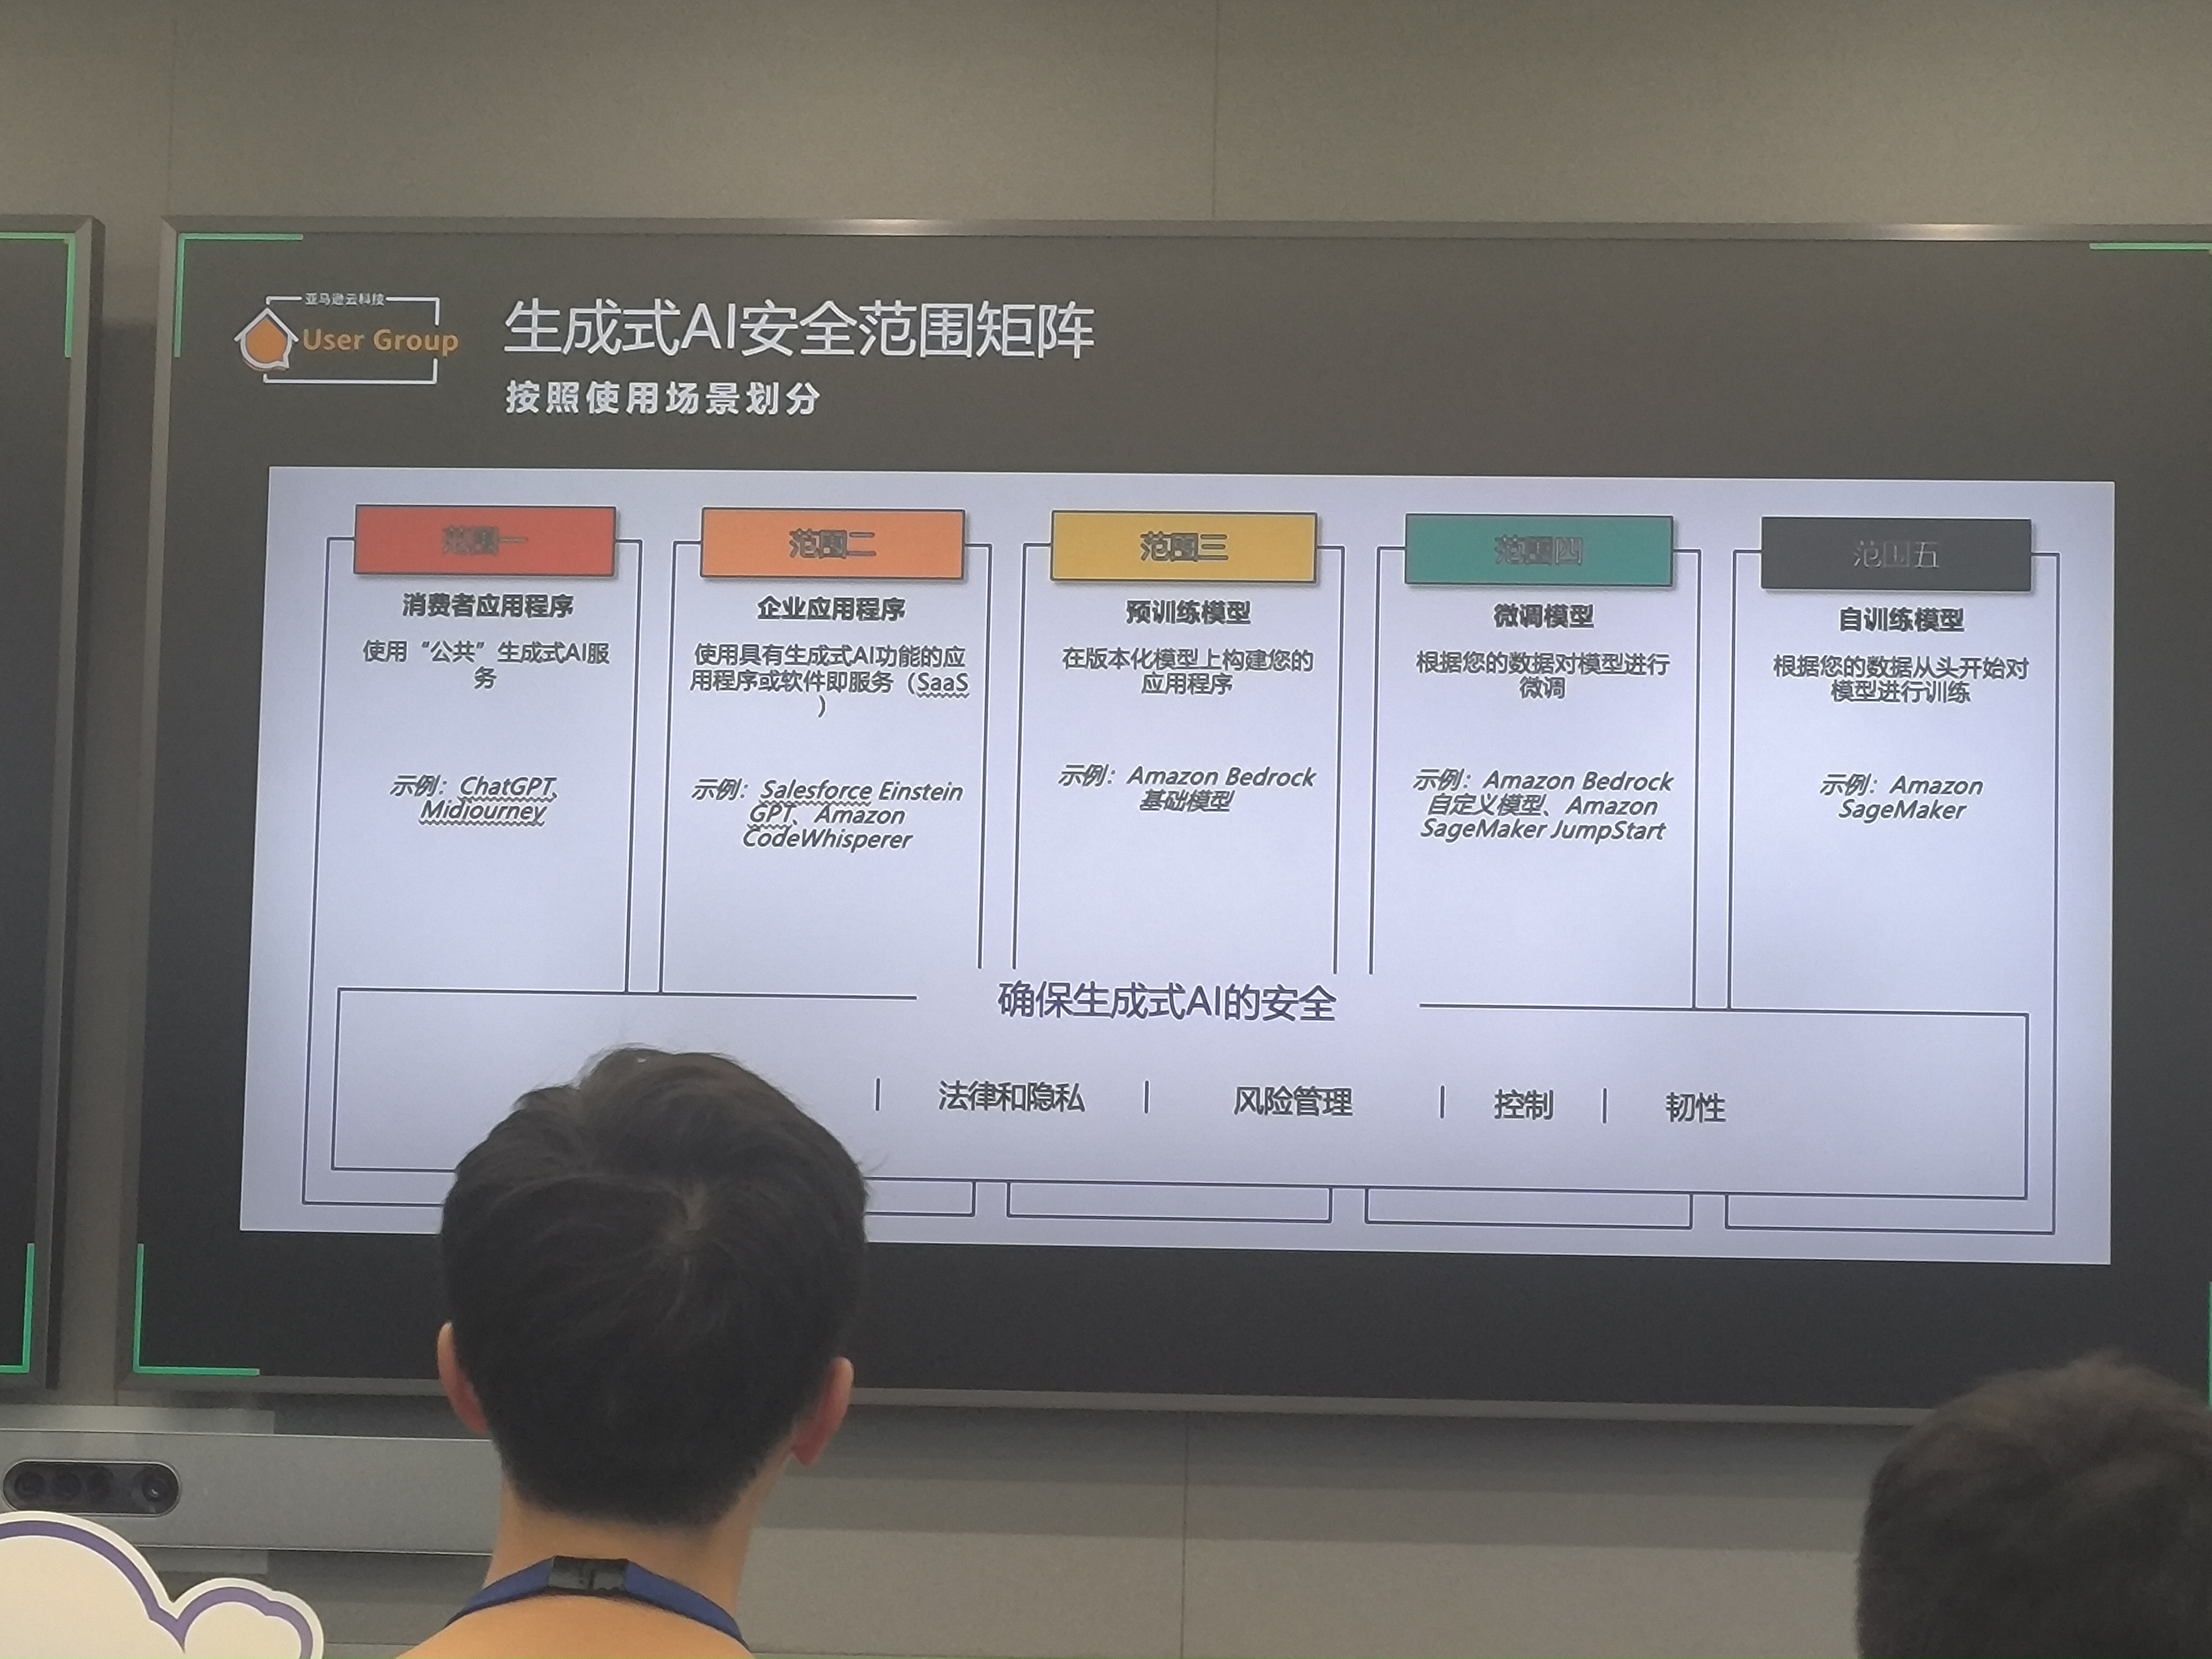 亚马逊云科技
User Group
生成式AI安全范围矩阵
按照使用场景划分
范围一
消费者应用程序
使用“公共”生成式AI服
务
示例：ChatGPT、
Midjourney
范围二
企业应用程序
使用具有生成式AI功能的应
用程序或软件即服务（SaaS
）
示例：Salesforce Einstein
GPT、Amazon
CodeWhisperer
范围三
预训练模型
在版本化模型上构建您的
应用程序
示例：Amazon Bedrock
基础模型
范围四
微调模型
根据您的数据对模型进行
微调
示例：Amazon Bedrock
自定义模型、Amazon
SageMaker JumpStart
范围五
自训练模型
根据您的数据从头开始对
模型进行训练
示例：Amazon
SageMaker
确保生成式AI的安全
| 法律和隐私 | 风险管理 | 控制 | 韧性